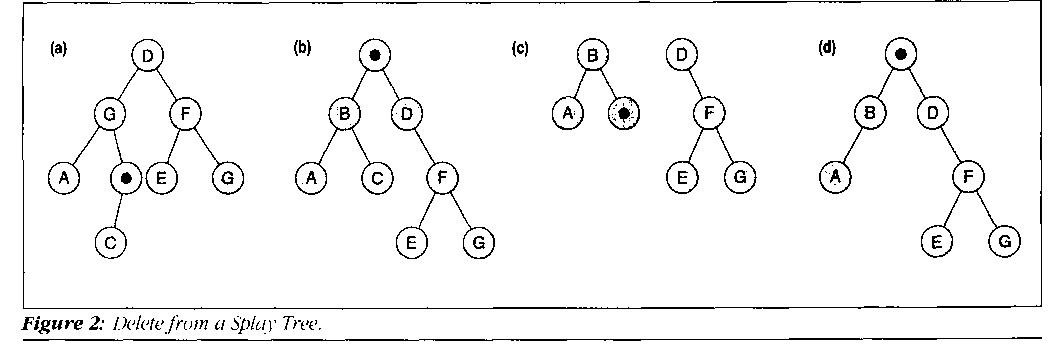 (a) (b) (c) (d)
D B D
G F B D A F B D
A E G A C F E G A F
C E G E G
Figure 2: Delete from a Splay Tree.